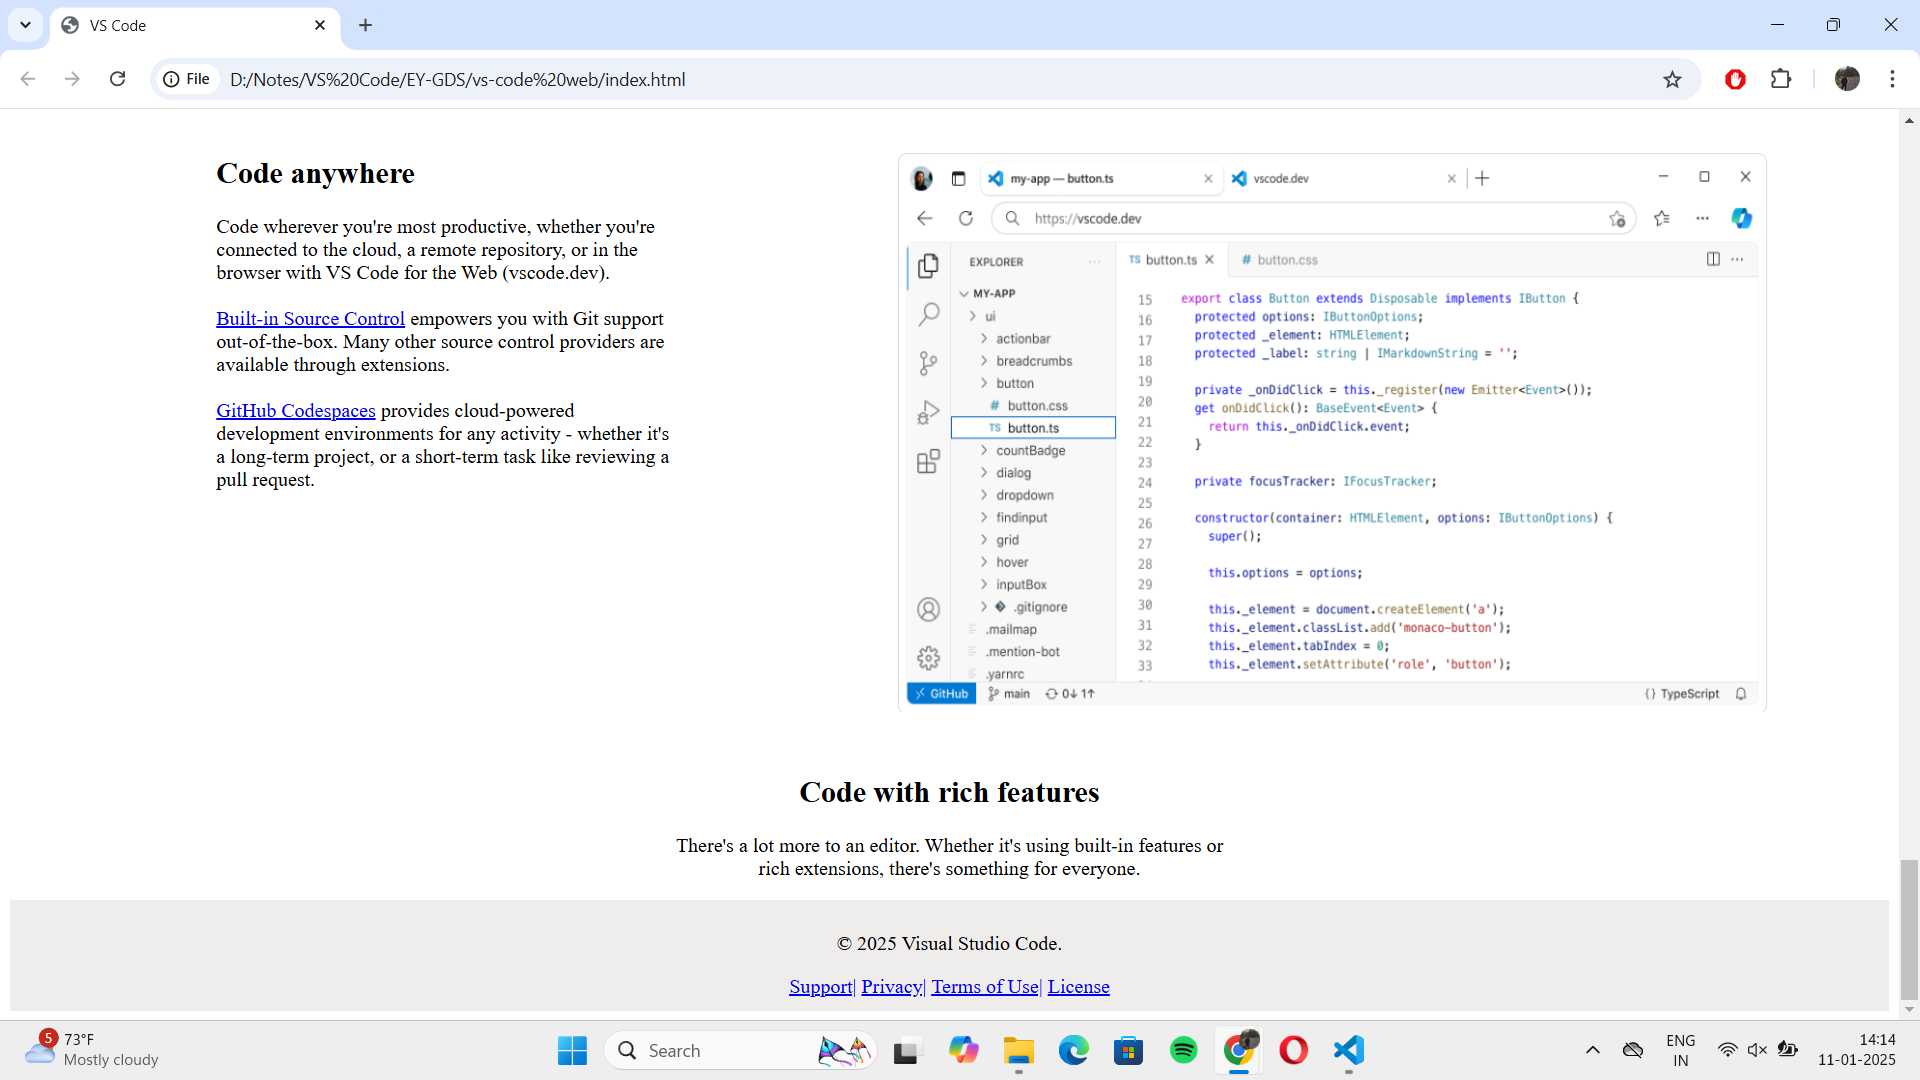 VS Code
File
D:/Notes/VS%20Code/EY-GDS/vs-code%20web/index.html
Code anywhere
Code wherever you're most productive, whether you're
connected to the cloud, a remote repository, or in the
browser with VS Code for the Web (vscode.dev).
Built-in Source Control empowers you with Git support
out-of-the-box. Many other source control providers are
available through extensions.
GitHub Codespaces provides cloud-powered
development environments for any activity - whether it's
a long-term project, or a short-term task like reviewing a
pull request.
my-app — button.ts
vscode.dev
https://vscode.dev
EXPLORER
MY-APP
ui
actionbar
breadcrumbs
button
# button.css
TS button.ts
countBadge
dialog
dropdown
findinput
grid
hover
inputBox
.gitignore
.mailmap
.mention-bot
.yarnrc
TS button.ts
# button.css
15
16
17
18
19
20
21
22
23
24
25
26
27
28
29
30
31
32
33
export class Button extends Disposable implements IButton {
protected options: IButtonOptions;
protected _element: HTMLElement;
protected _label: string | IMarkdownString = '';
private _onDidClick = this._register(new Emitter<Event>());
get onDidClick(): BaseEvent<Event> {
return this._onDidClick.event;
}
private focusTracker: IFocusTracker;
constructor(container: HTMLElement, options: IButtonOptions) {
super();
this.options = options;
this._element = document.createElement('a');
this._element.classList.add('monaco-button');
this._element.tabIndex = 0;
this._element.setAttribute('role', 'button');
GitHub
main
0↓ 1↑
{} TypeScript
Code with rich features
There's a lot more to an editor. Whether it's using built-in features or
rich extensions, there's something for everyone.
© 2025 Visual Studio Code.
Support| Privacy| Terms of Use| License
5
73°F
Mostly cloudy
Search
ENG
IN
14:14
11-01-2025